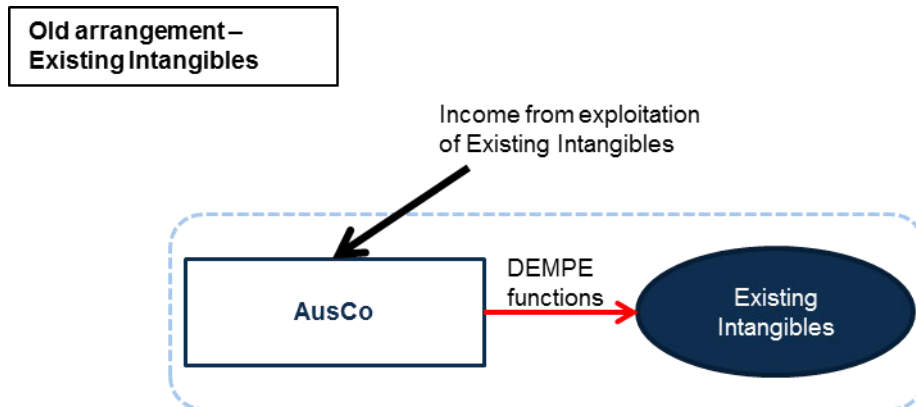 Old arrangement –
Existing Intangibles
Income from exploitation
of Existing Intangibles
DEMPE
functions
AusCo
Existing
Intangibles